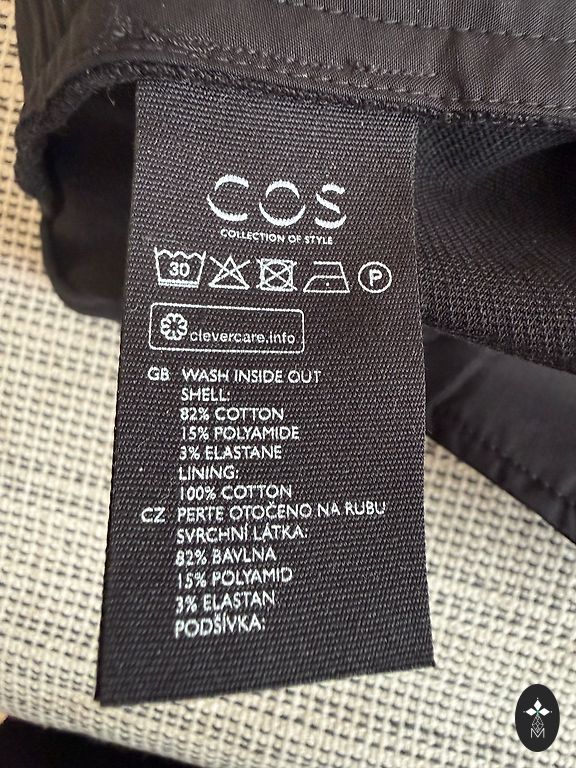 COS
COLLECTION OF STYLE
30 P
clevercare.info
GB WASH INSIDE OUT
SHELL:
82% COTTON
15% POLYAMIDE
3% ELASTANE
LINING:
100% COTTON
CZ PERTE OTOČENO NA RUBU
SVRCHNÍ LÁTKA:
82% BAVLNA
15% POLYAMID
3% ELASTAN
PODŠÍVKA:
M